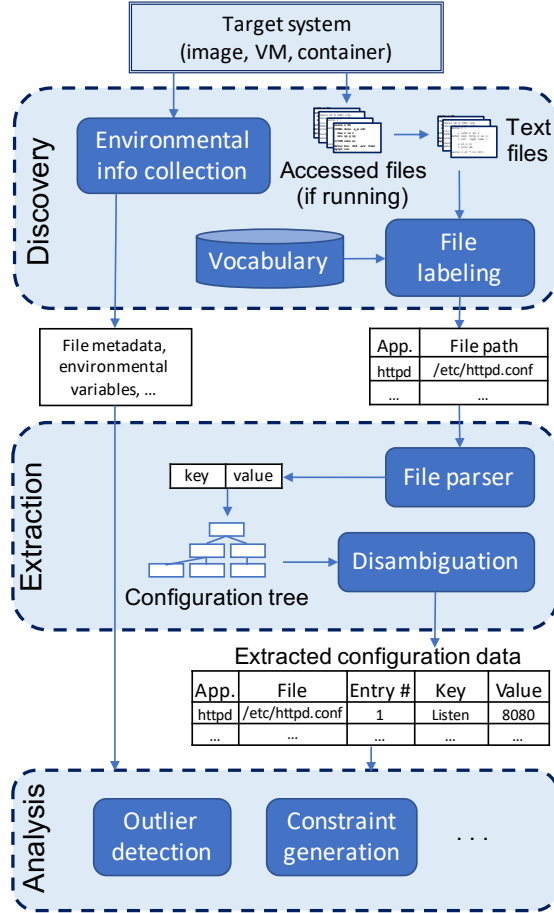 Target system
(image, VM, container)
Discovery
Environmental
info collection
Accessed files
(if running)
Text
files
Vocabulary
File
labeling
File metadata,
environmental
variables, ...
App. File path
httpd /etc/httpd.conf
... ...
Extraction
key value
File parser
Configuration tree
Disambiguation
Extracted configuration data
App. File Entry # Key Value
httpd /etc/httpd.conf 1 Listen 8080
... ... ... ... ...
Analysis
Outlier
detection
Constraint
generation
. . .